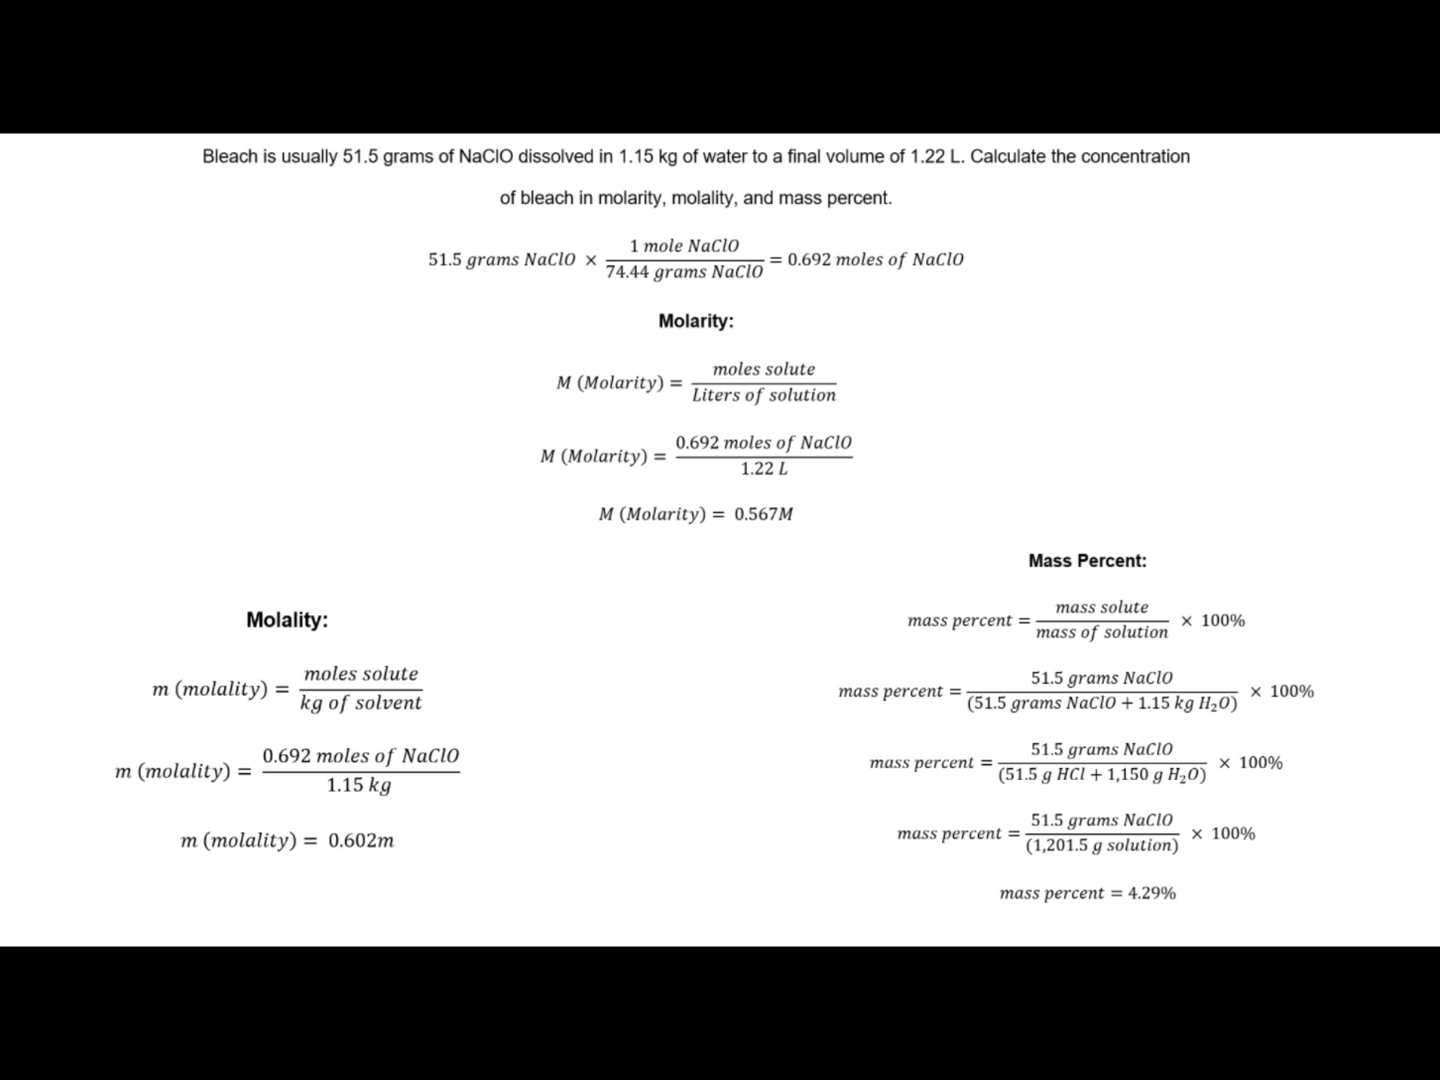 Bleach is usually 51.5 grams of NaClO dissolved in 1.15 kg of water to a final volume of 1.22 L. Calculate the concentration
of bleach in molarity, molality, and mass percent.
51.5 grams NaClO × 1 mole NaClO / 74.44 grams NaClO = 0.692 moles of NaClO
Molarity:
M (Molarity) = moles solute / Liters of solution
M (Molarity) = 0.692 moles of NaClO / 1.22 L
M (Molarity) = 0.567M
Molality:
m (molality) = moles solute / kg of solvent
m (molality) = 0.692 moles of NaClO / 1.15 kg
m (molality) = 0.602m
Mass Percent:
mass percent = mass solute / mass of solution × 100%
mass percent = 51.5 grams NaClO / (51.5 grams NaClO + 1.15 kg H₂O) × 100%
mass percent = 51.5 grams NaClO / (51.5 g HCl + 1,150 g H₂O) × 100%
mass percent = 51.5 grams NaClO / (1,201.5 g solution) × 100%
mass percent = 4.29%